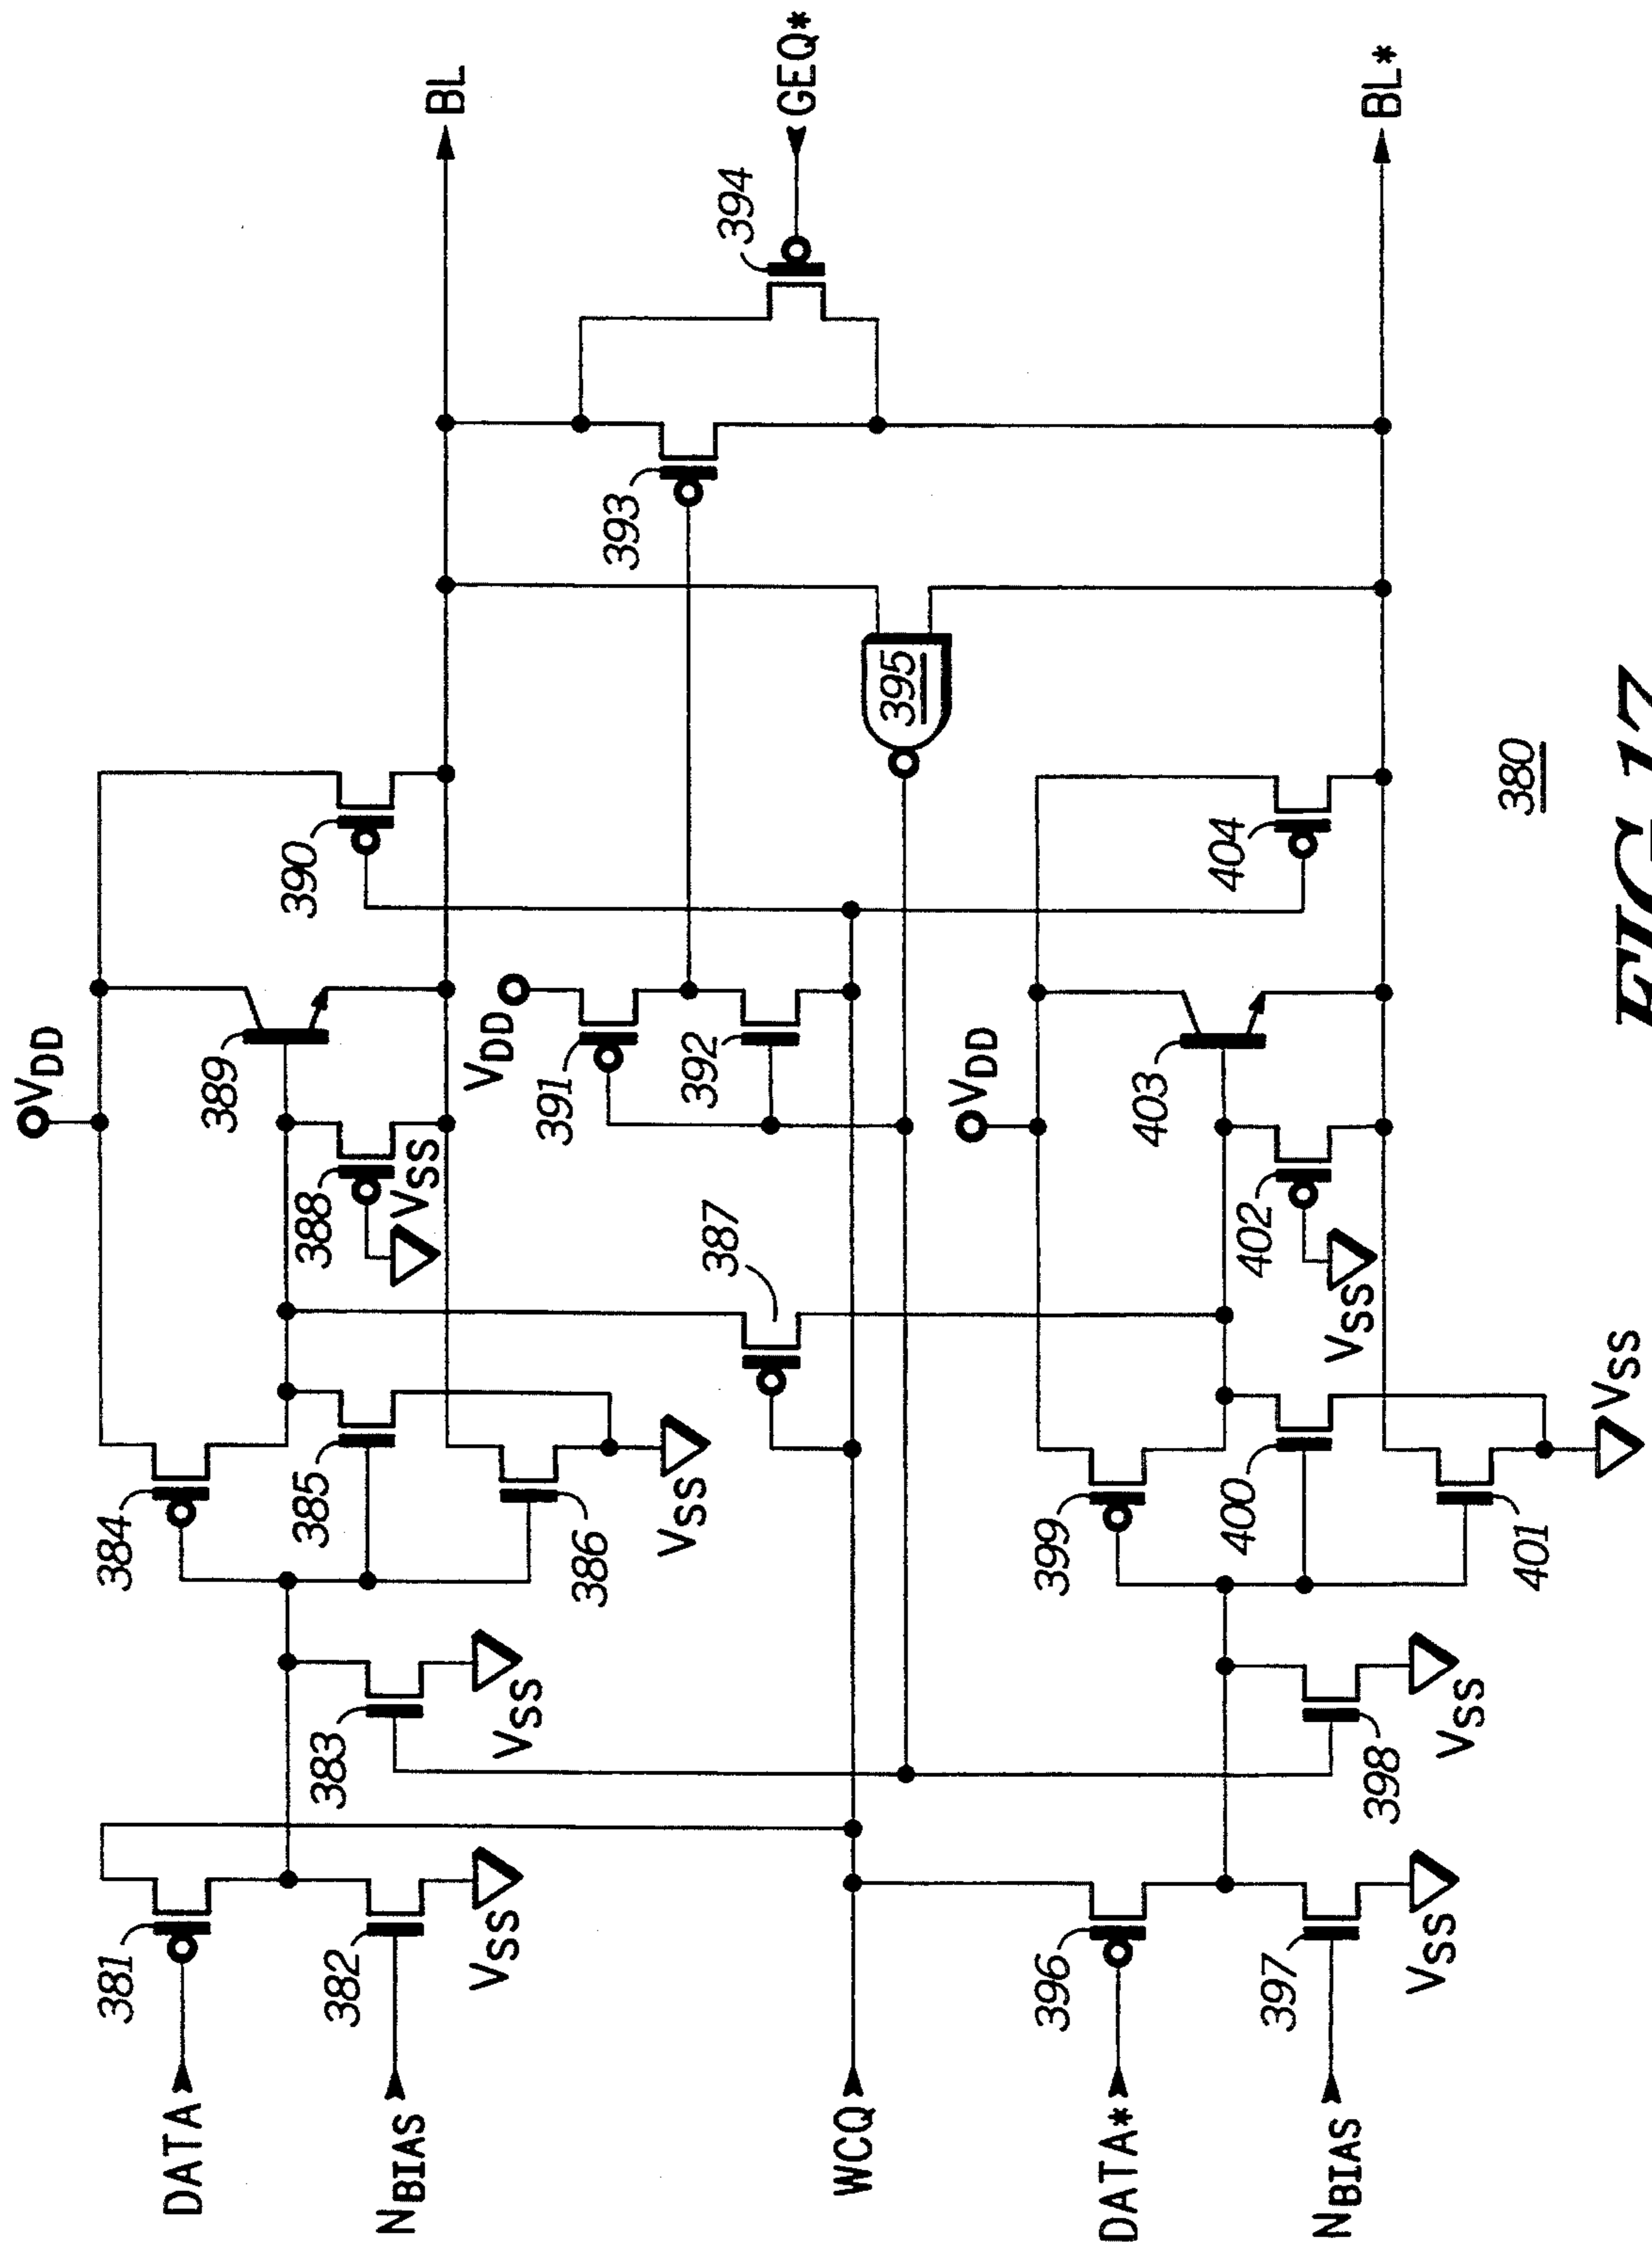 VDD
381
384
DATA
389
382
383
385
388
390
NBIAS
VSS
BL
VSS
VSS
VDD
386
391
393
VSS
392
387
394
GEQ*
WCQ
395
VDD
396
399
DATA*
403
404
397
400
402
NBIAS
VSS
BL*
398
VSS
VSS
401
380
VSS
FIG.17